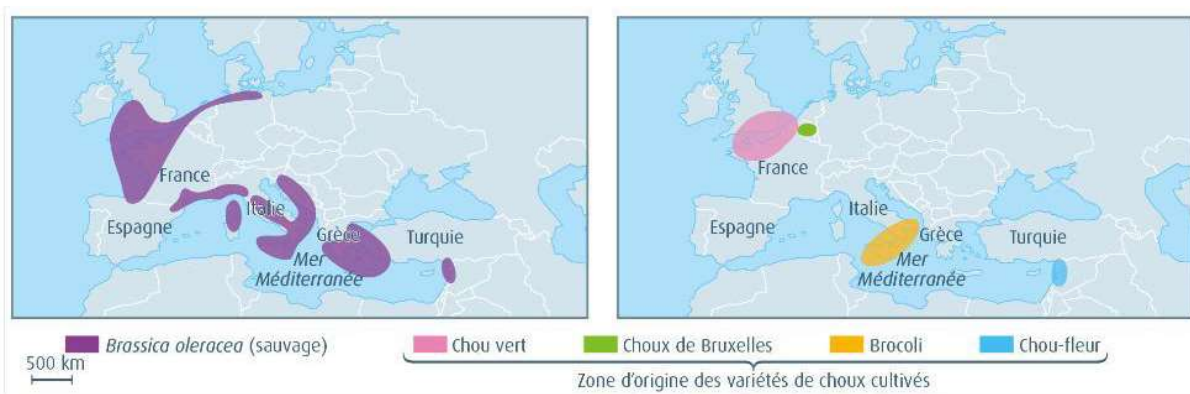 France
Espagne
Italie
Grèce
Turquie
Mer
Méditerranée
France
Italie
Espagne
Grèce
Turquie
Mer
Méditerranée
Brassica oleracea (sauvage)
Chou vert
Choux de Bruxelles
Brocoli
Chou-fleur
500 km
Zone d'origine des variétés de choux cultivés